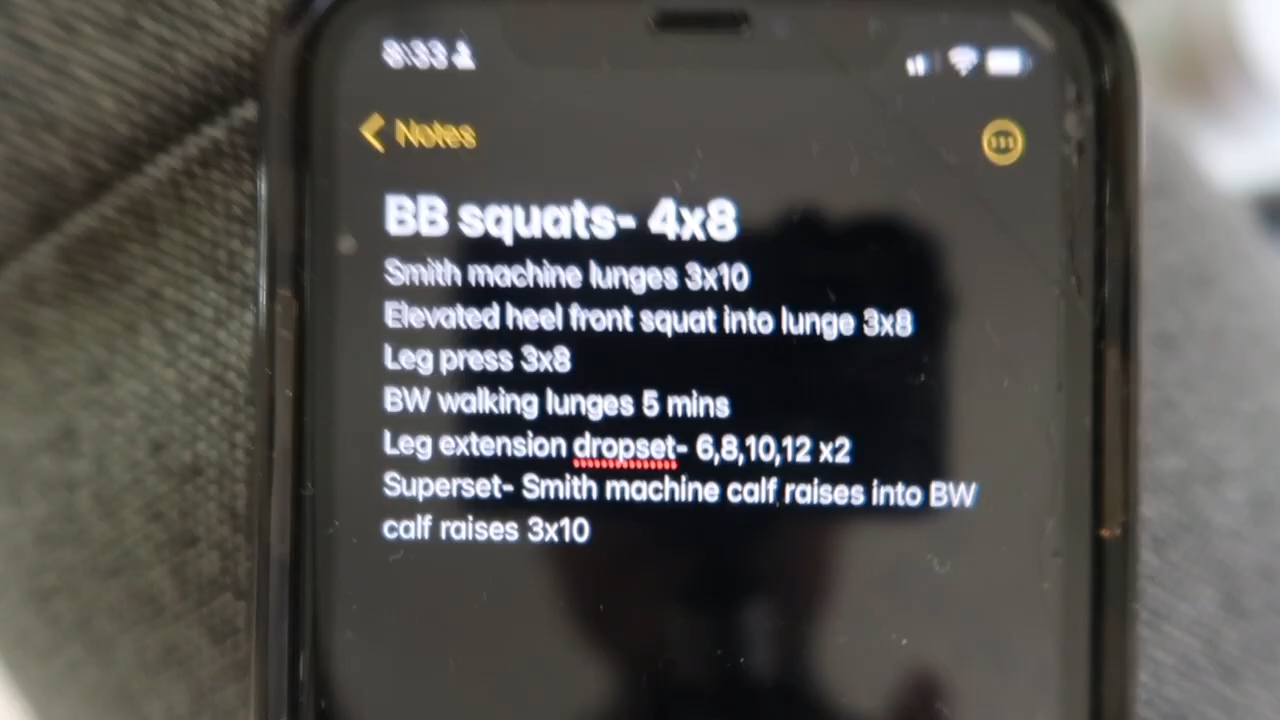 8:33
Notes
BB squats- 4x8
Smith machine lunges 3x10
Elevated heel front squat into lunge 3x8
Leg press 3x8
BW walking lunges 5 mins
Leg extension dropset- 6,8,10,12 x2
Superset- Smith machine calf raises into BW
calf raises 3x10